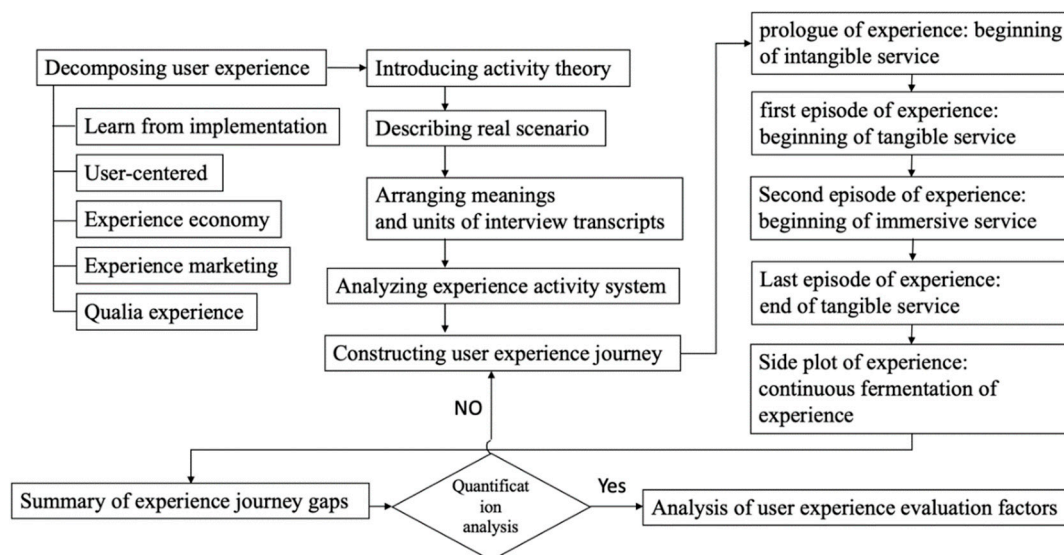 Decomposing user experience
Learn from implementation
User-centered
Experience economy
Experience marketing
Qualia experience
Introducing activity theory
Describing real scenario
Arranging meanings
and units of interview transcripts
Analyzing experience activity system
Constructing user experience journey
prologue of experience: beginning
of intangible service
first episode of experience:
beginning of tangible service
Second episode of experience:
beginning of immersive service
Last episode of experience:
end of tangible service
Side plot of experience:
continuous fermentation of
experience
NO
Summary of experience journey gaps
Quantificat
ion
analysis
Yes
Analysis of user experience evaluation factors